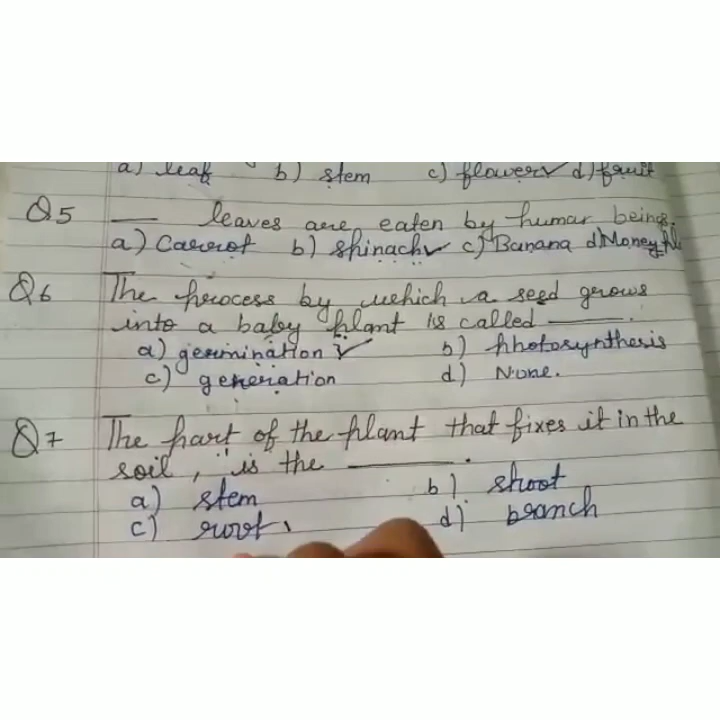 a) leaf b) stem c) flower✓ d) fruit
Q5 ___ leaves are eaten by human beings.
a) Carrot b) spinach✓ c) Banana d) Money
Q6 The process by which a seed grows
into a baby plant is called ____.
a) germination ✓ b) photosynthesis
c) generation d) None.
Q7 The part of the plant that fixes it in the
soil, is the ____.
a) stem b) shoot
c) root d) branch